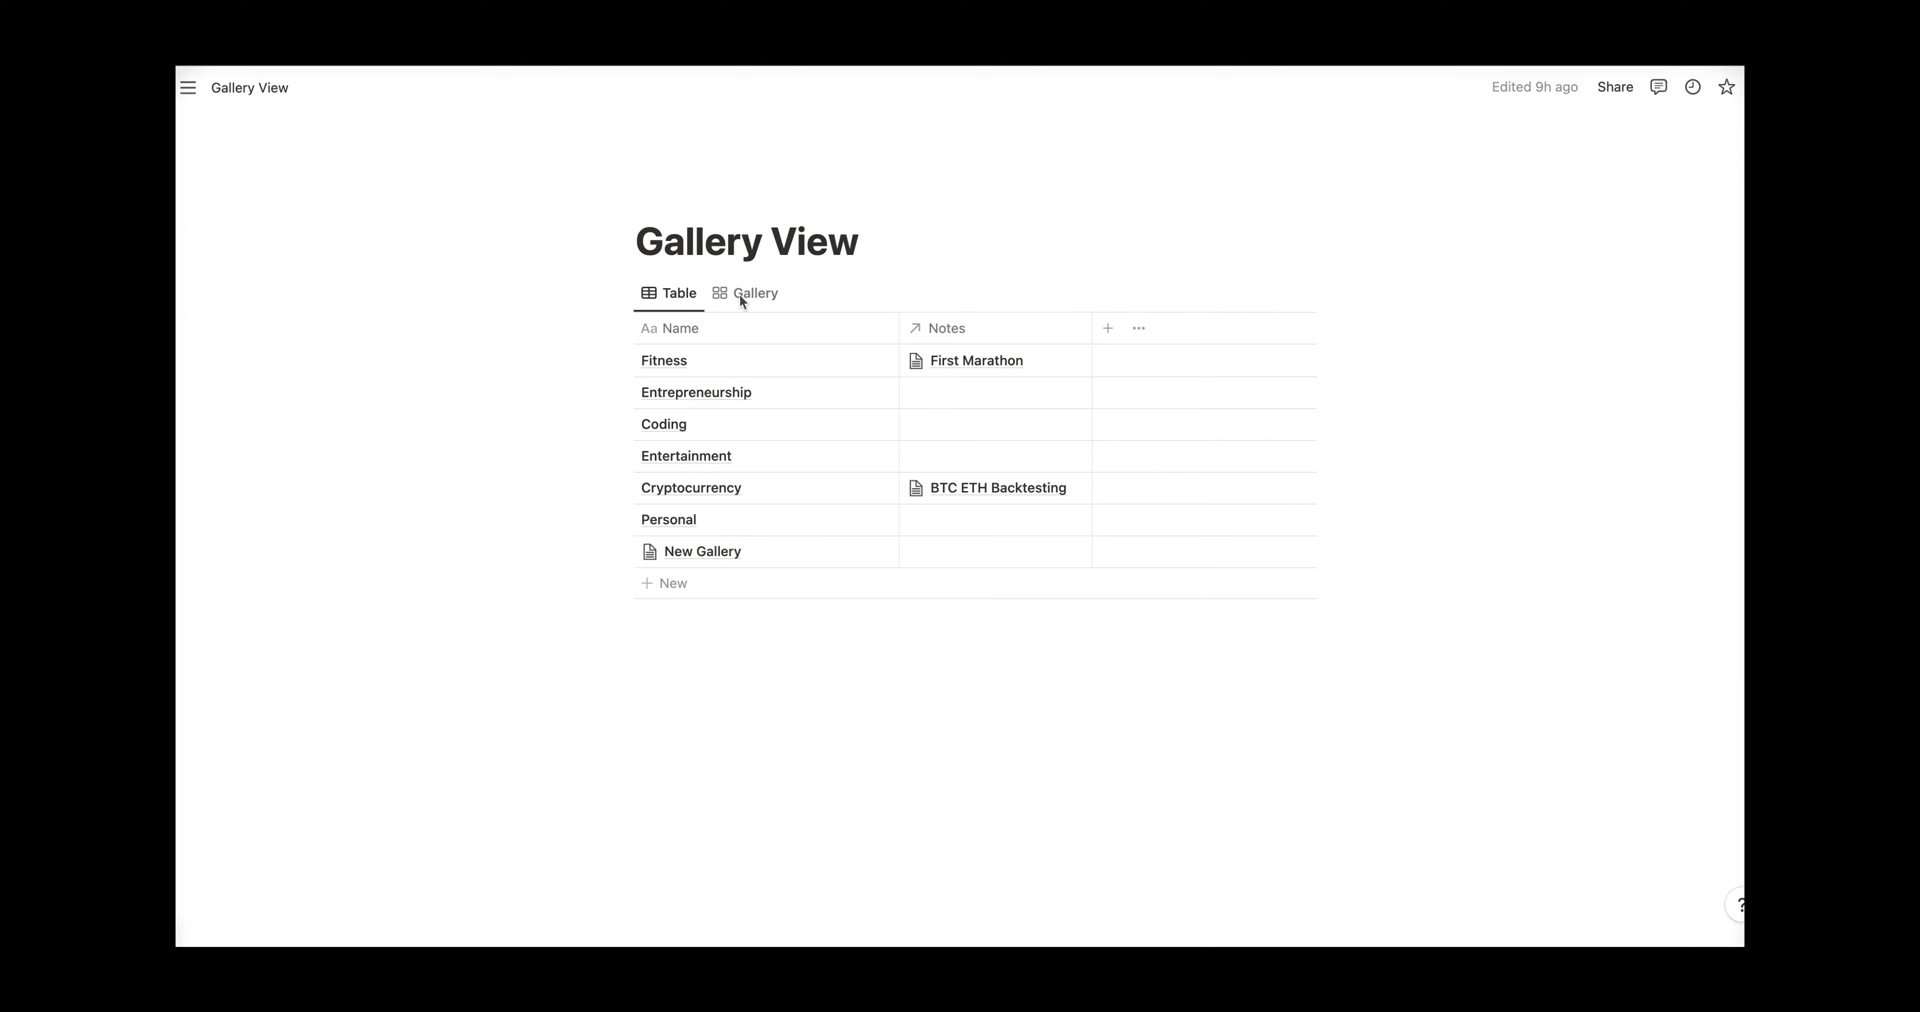 Gallery View
Edited 9h ago Share
Gallery View
Table Gallery
Aa Name Notes
Fitness First Marathon
Entrepreneurship
Coding
Entertainment
Cryptocurrency BTC ETH Backtesting
Personal
New Gallery
+ New
?